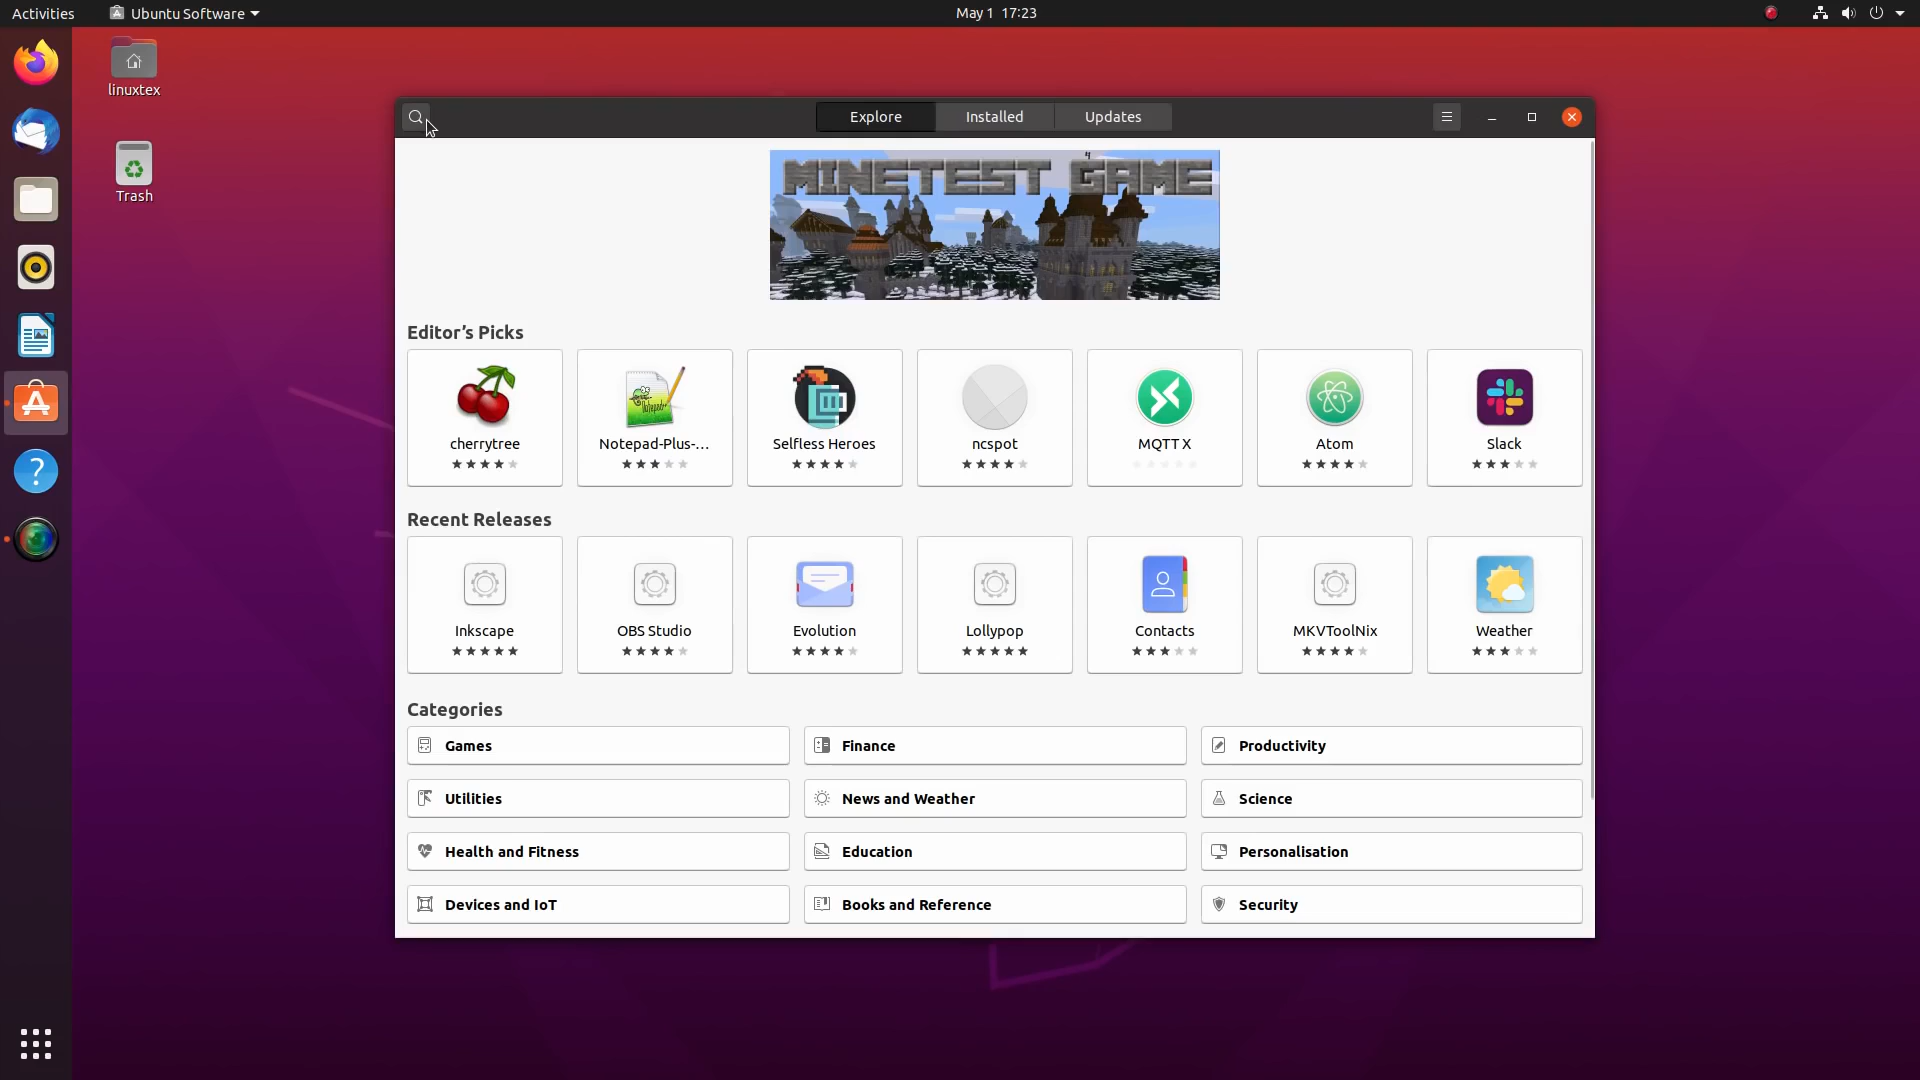 Activities
Ubuntu Software
May 1 17:23
linuxtex
Trash
Explore
Installed
Updates
MINETEST GAME
Editor's Picks
cherrytree
Notepad-Plus-...
Selfless Heroes
ncspot
MQTT X
Atom
Slack
Recent Releases
Inkscape
OBS Studio
Evolution
Lollypop
Contacts
MKVToolNix
Weather
Categories
Games
Finance
Productivity
Utilities
News and Weather
Science
Health and Fitness
Education
Personalisation
Devices and IoT
Books and Reference
Security